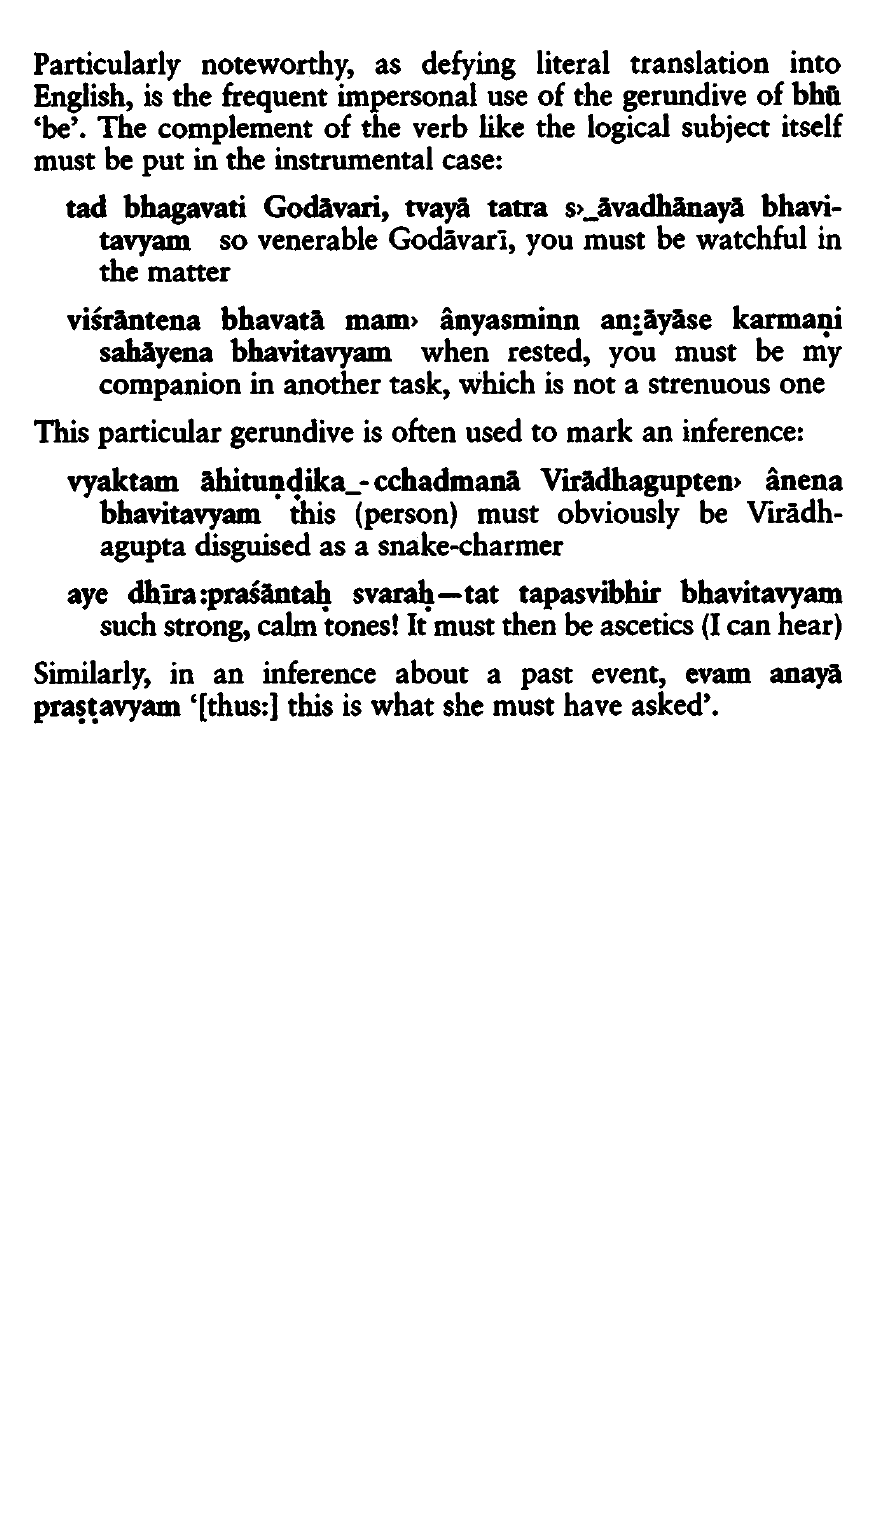 Particularly noteworthy, as defying literal translation into
English, is the frequent impersonal use of the gerundive of bhū
‘be’. The complement of the verb like the logical subject itself
must be put in the instrumental case:
tad bhagavati Godāvari, tvayā tatra s›_āvadhānayā bhavi-
tavyam so venerable Godāvarī, you must be watchful in
the matter
viśrāntena bhavatā mam› ânyasminn an:āyāse karmaṇi
sahāyena bhavitavyam when rested, you must be my
companion in another task, which is not a strenuous one
This particular gerundive is often used to mark an inference:
vyaktam āhituṇḍika_-cchadmanā Virādhagupten› ânena
bhavitavyam this (person) must obviously be Virādh-
agupta disguised as a snake-charmer
aye dhīra:praśāntaḥ svaraḥ—tat tapasvibhir bhavitavyam
such strong, calm tones! It must then be ascetics (I can hear)
Similarly, in an inference about a past event, evam anayā
praṣṭavyam ‘[thus:] this is what she must have asked’.